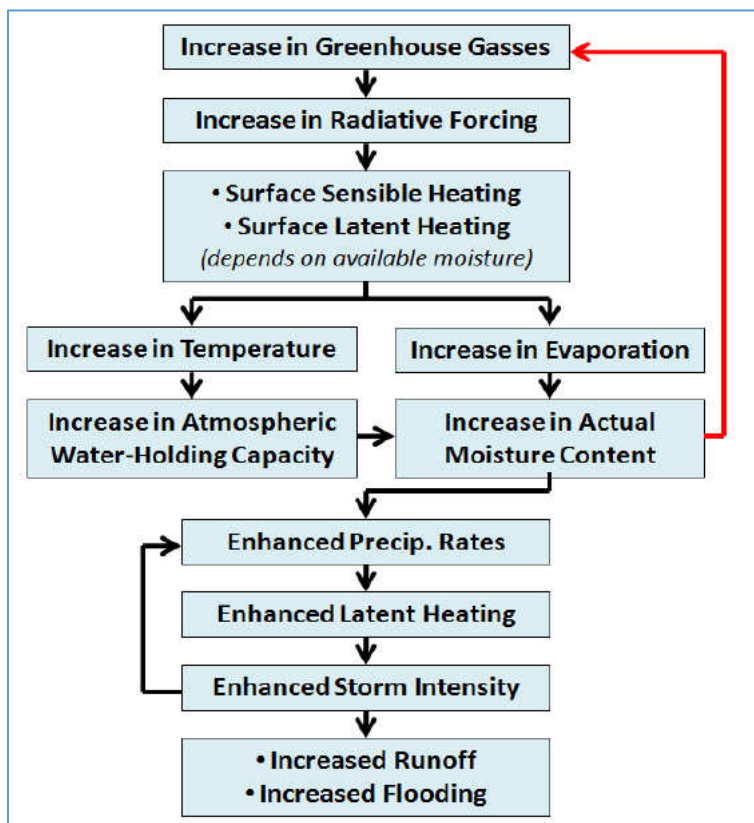 Increase in Greenhouse Gasses
Increase in Radiative Forcing
• Surface Sensible Heating
• Surface Latent Heating
(depends on available moisture)
Increase in Temperature
Increase in Evaporation
Increase in Atmospheric
Water-Holding Capacity
Increase in Actual
Moisture Content
Enhanced Precip. Rates
Enhanced Latent Heating
Enhanced Storm Intensity
• Increased Runoff
• Increased Flooding